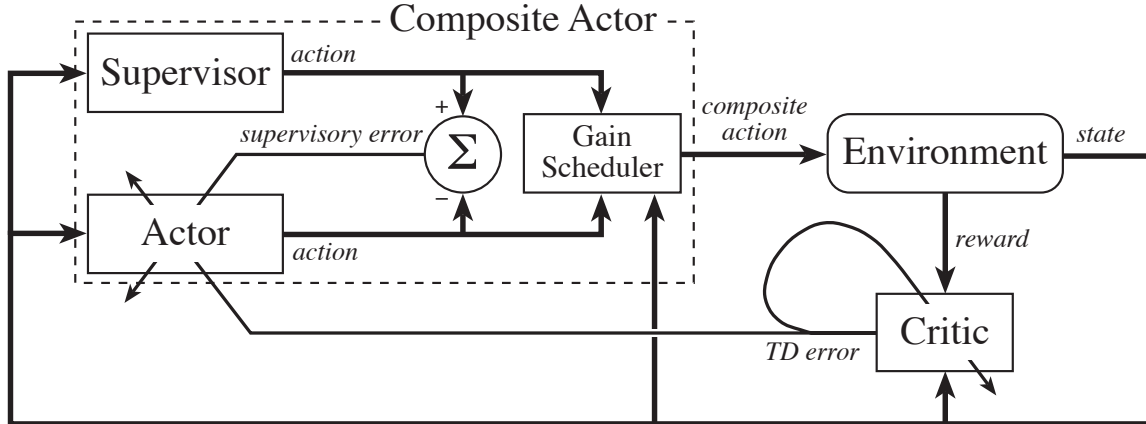 Composite Actor
Supervisor
action
+
supervisory error
Σ
Gain
Scheduler
composite
action
Environment
state
−
Actor
action
reward
TD error
Critic